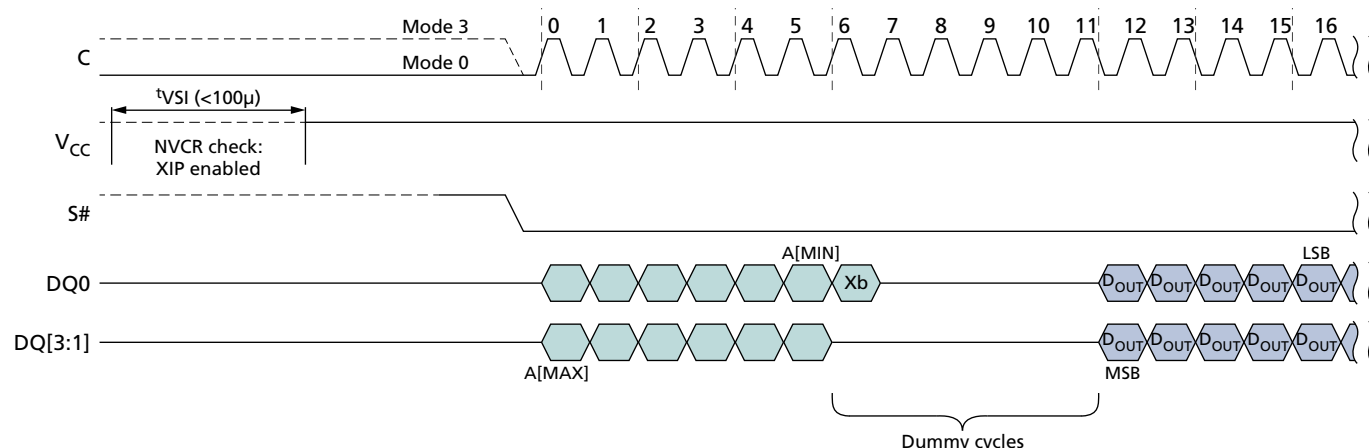 Mode 3
0 1 2 3 4 5 6 7 8 9 10 11 12 13 14 15 16
C
Mode 0
tVSI (<100µ)
VCC
NVCR check:
XIP enabled
S#
A[MIN]
LSB
DQ0
Xb
DOUT DOUT DOUT DOUT DOUT
DQ[3:1]
DOUT DOUT DOUT DOUT DOUT
A[MAX]
MSB
Dummy cycles